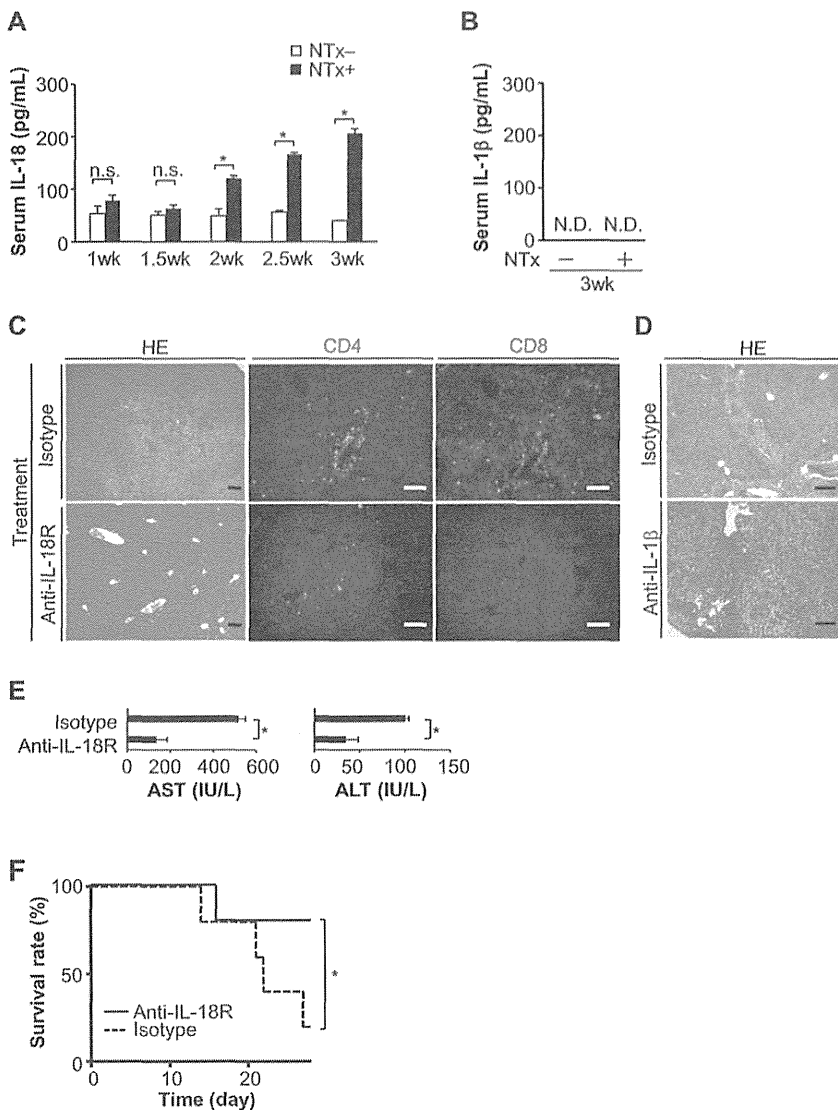 A
NTx–
NTx+
Serum IL-18 (pg/mL)
300
200
100
0
n.s.
n.s.
*
*
*
1wk 1.5wk 2wk 2.5wk 3wk
B
Serum IL-1β (pg/mL)
300
200
100
0
N.D. N.D.
NTx – +
3wk
C
HE CD4 CD8
Treatment
Isotype
Anti-IL-18R
D
HE
Isotype
Anti-IL-1β
E
Isotype
Anti-IL-18R
*
0 200 400 600
AST (IU/L)
*
0 50 100 150
ALT (IU/L)
F
Survival rate (%)
100
50
0
*
Anti-IL-18R
Isotype
0 10 20
Time (day)